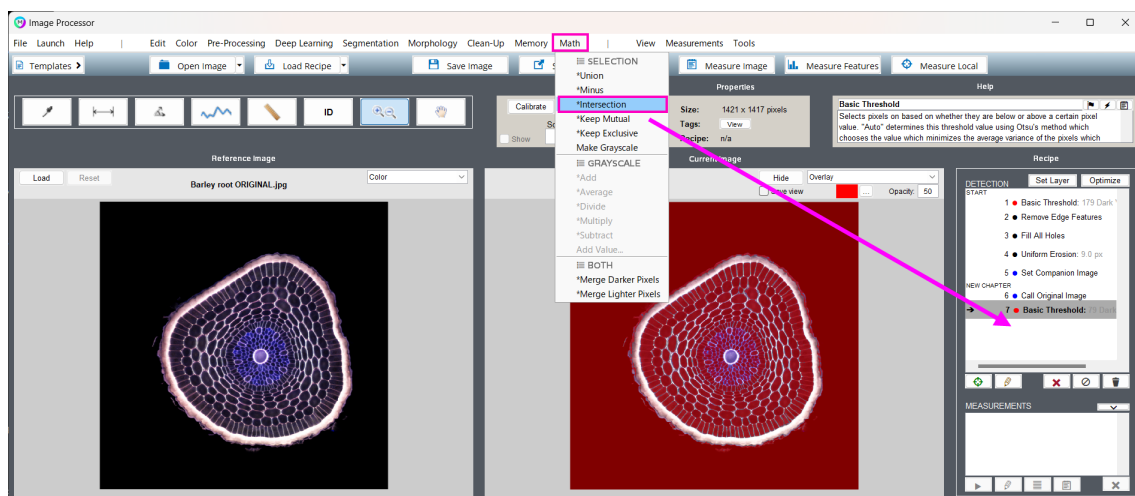 Image Processor
File Launch Help | Edit Color Pre-Processing Deep Learning Segmentation Morphology Clean-Up Memory Math | View Measurements Tools
Templates Open Image Load Recipe Save Image S Measure Image Measure Features Measure Local
SELECTION
*Union
*Minus
*Intersection
*Keep Mutual
*Keep Exclusive
Make Grayscale
GRAYSCALE
*Add
*Average
*Divide
*Multiply
*Subtract
Add Value...
BOTH
*Merge Darker Pixels
*Merge Lighter Pixels
ID
Calibrate
Sc
Show
Properties
Size: 1421 x 1417 pixels
Tags: View
Recipe: n/a
Help
Basic Threshold
Selects pixels on based on whether they are below or above a certain pixel
value. "Auto" determines this threshold value using Otsu's method which
chooses the value which minimizes the average variance of the pixels which
Reference Image
Load Reset Barley root ORIGINAL.jpg Color
Current Image
Hide Overlay
Save view ... Opacity: 50
Recipe
DETECTION Set Layer Optimize
START
1 Basic Threshold: 179 Dark
2 Remove Edge Features
3 Fill All Holes
4 Uniform Erosion: 9.0 px
5 Set Companion Image
NEW CHAPTER
6 Call Original Image
7 Basic Threshold: 79 Dark
MEASUREMENTS